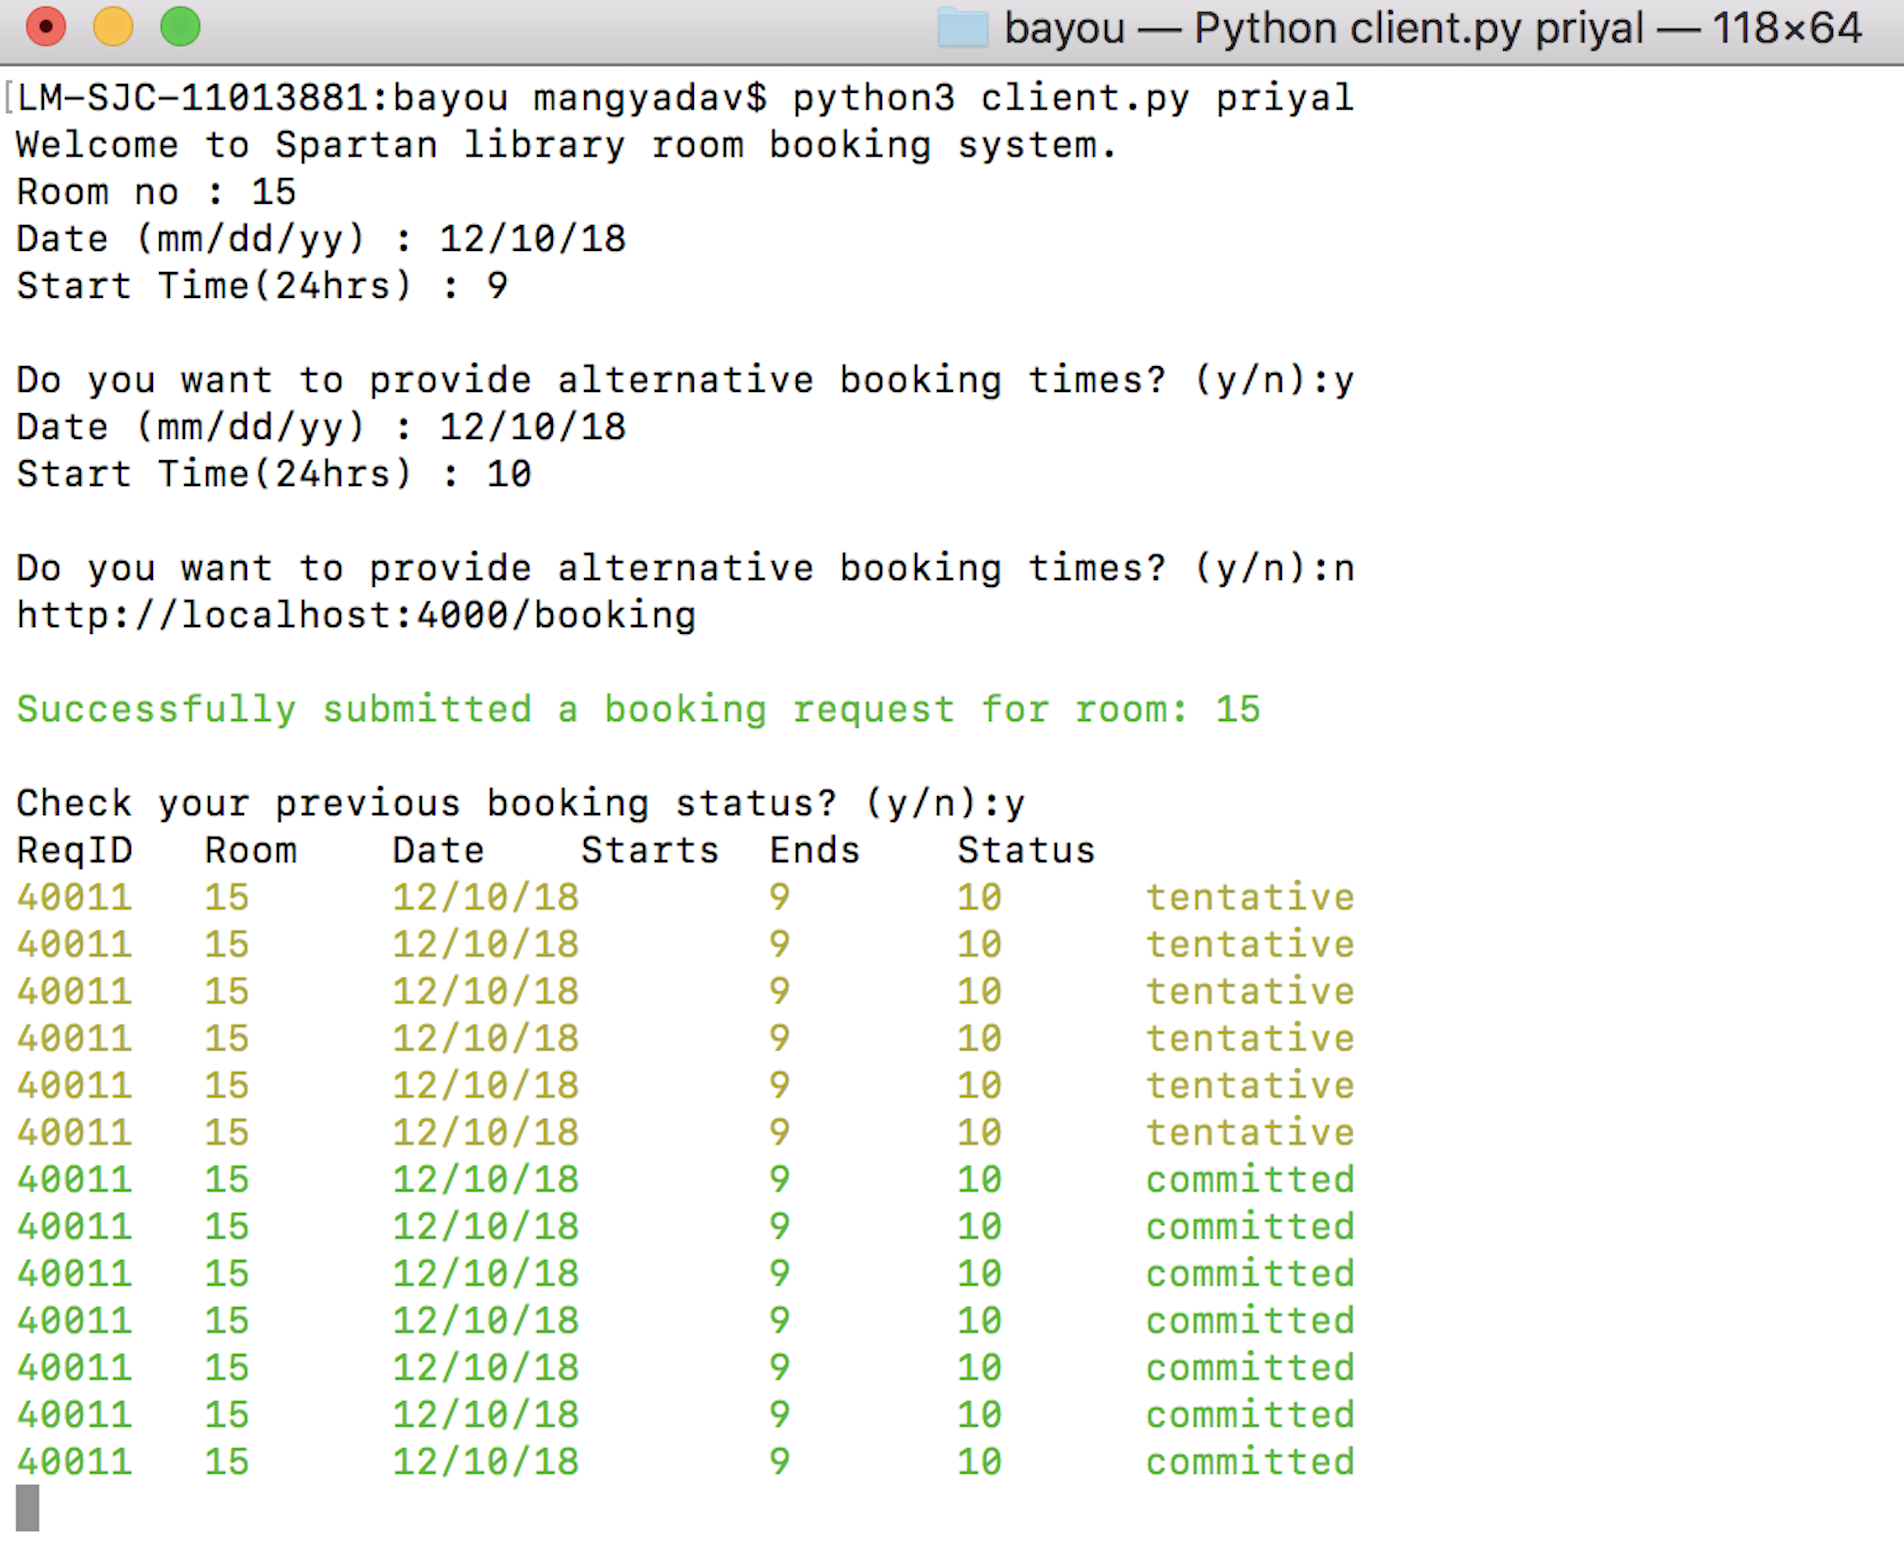 bayou — Python client.py priyal — 118×64
[LM-SJC-11013881:bayou mangyadav$ python3 client.py priyal
Welcome to Spartan library room booking system.
Room no : 15
Date (mm/dd/yy) : 12/10/18
Start Time(24hrs) : 9
Do you want to provide alternative booking times? (y/n):y
Date (mm/dd/yy) : 12/10/18
Start Time(24hrs) : 10
Do you want to provide alternative booking times? (y/n):n
http://localhost:4000/booking
Successfully submitted a booking request for room: 15
Check your previous booking status? (y/n):y
ReqID Room Date Starts Ends Status
40011 15 12/10/18 9 10 tentative
40011 15 12/10/18 9 10 tentative
40011 15 12/10/18 9 10 tentative
40011 15 12/10/18 9 10 tentative
40011 15 12/10/18 9 10 tentative
40011 15 12/10/18 9 10 tentative
40011 15 12/10/18 9 10 committed
40011 15 12/10/18 9 10 committed
40011 15 12/10/18 9 10 committed
40011 15 12/10/18 9 10 committed
40011 15 12/10/18 9 10 committed
40011 15 12/10/18 9 10 committed
40011 15 12/10/18 9 10 committed